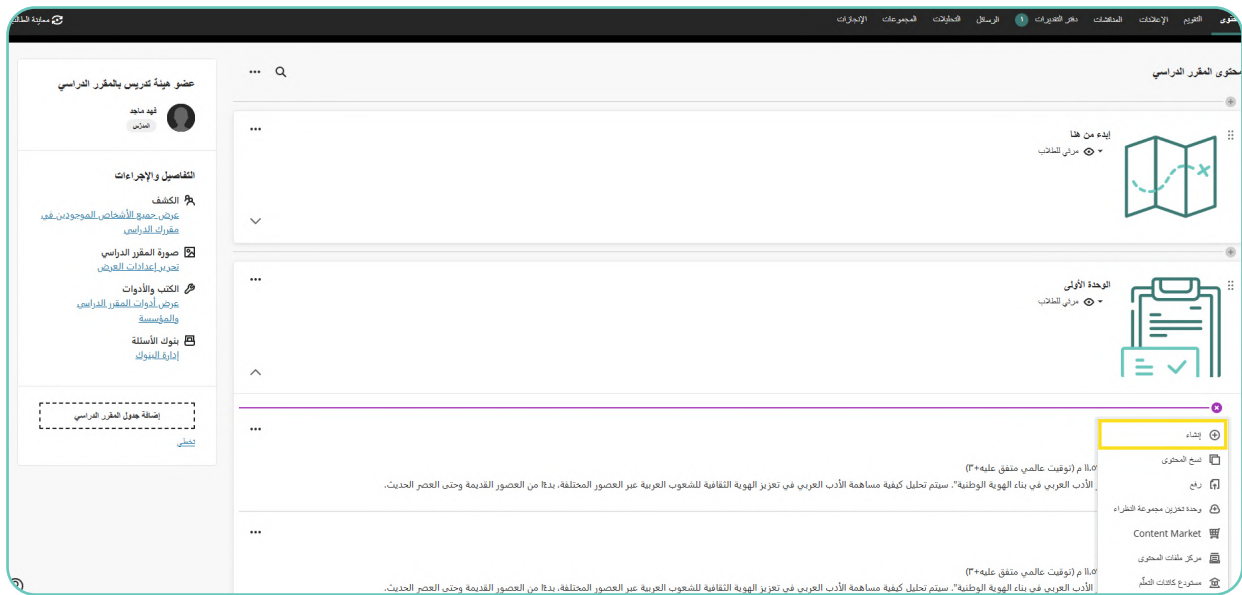 محتوى التقويم الإعلانات المناقشات دفتر التقديرات ١ الرسائل التحليلات المجموعات الإنجازات
معاينة الطالب
محتوى المقرر الدراسي
إبدء من هنا
مرئي للطلاب
الوحدة الأولى
مرئي للطلاب
إنشاء
نسخ المحتوى
رفع
وحدة تخزين مجموعة النظراء
Content Market
مركز ملفات المحتوى
مستودع كائنات التعلّم
م (توقيت عالمي متفق عليه+٣)
الأدب العربي في بناء الهوية الوطنية". سيتم تحليل كيفية مساهمة الأدب العربي في تعزيز الهوية الثقافية للشعوب العربية عبر العصور المختلفة، بدءًا من العصور القديمة وحتى العصر الحديث.
م (توقيت عالمي متفق عليه+٣)
الأدب العربي في بناء الهوية الوطنية". سيتم تحليل كيفية مساهمة الأدب العربي في تعزيز الهوية الثقافية للشعوب العربية عبر العصور المختلفة، بدءًا من العصور القديمة وحتى العصر الحديث.
عضو هيئة تدريس بالمقرر الدراسي
فهد ماجد
المدرّس
التفاصيل والإجراءات
الكشف
عرض جميع الأشخاص الموجودين في
مقررك الدراسي
صورة المقرر الدراسي
تحرير إعدادات العرض
الكتب والأدوات
عرض أدوات المقرر الدراسي
والمؤسسة
بنوك الأسئلة
إدارة البنوك
إضافة جدول المقرر الدراسي
تخطي